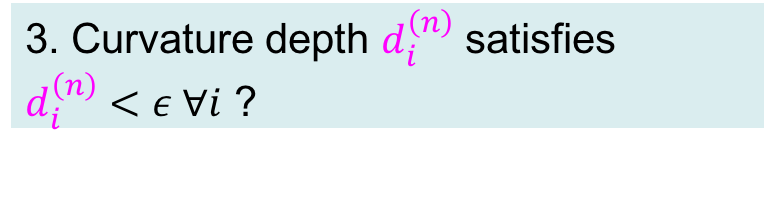 3. Curvature depth d_i^(n) satisfies
d_i^(n) < ϵ ∀i ?